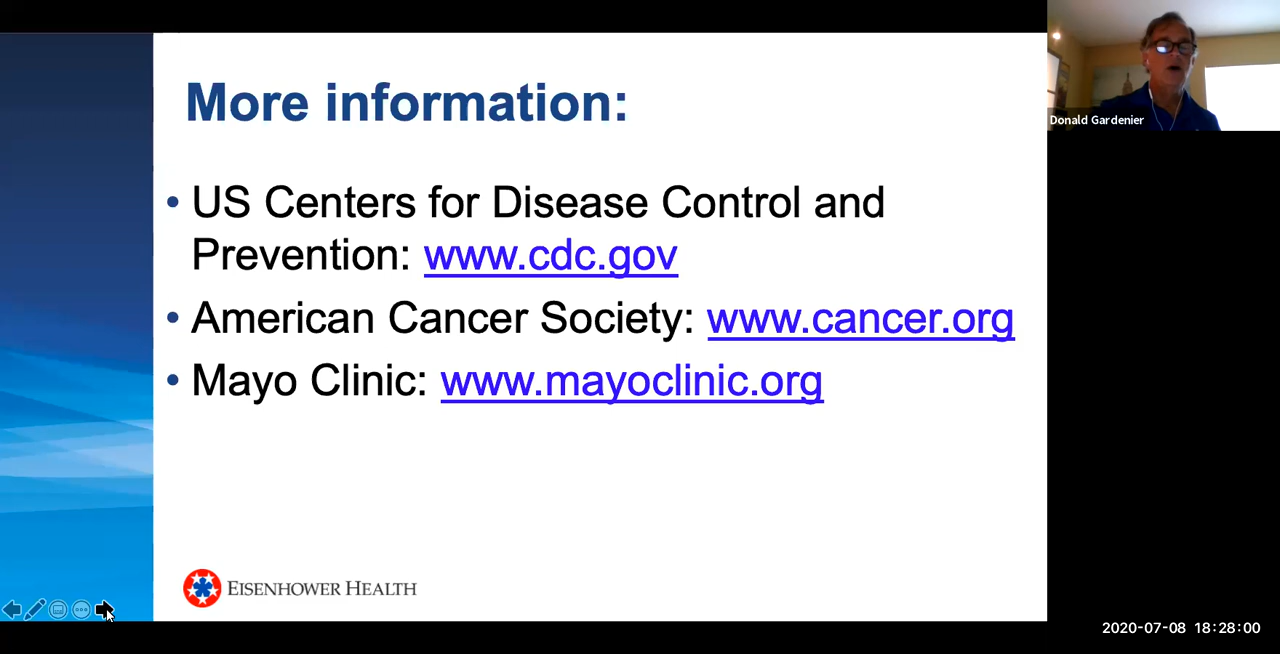 More information:
• US Centers for Disease Control and
Prevention: www.cdc.gov
• American Cancer Society: www.cancer.org
• Mayo Clinic: www.mayoclinic.org
EISENHOWER HEALTH
Donald Gardenier
2020-07-08 18:28:00